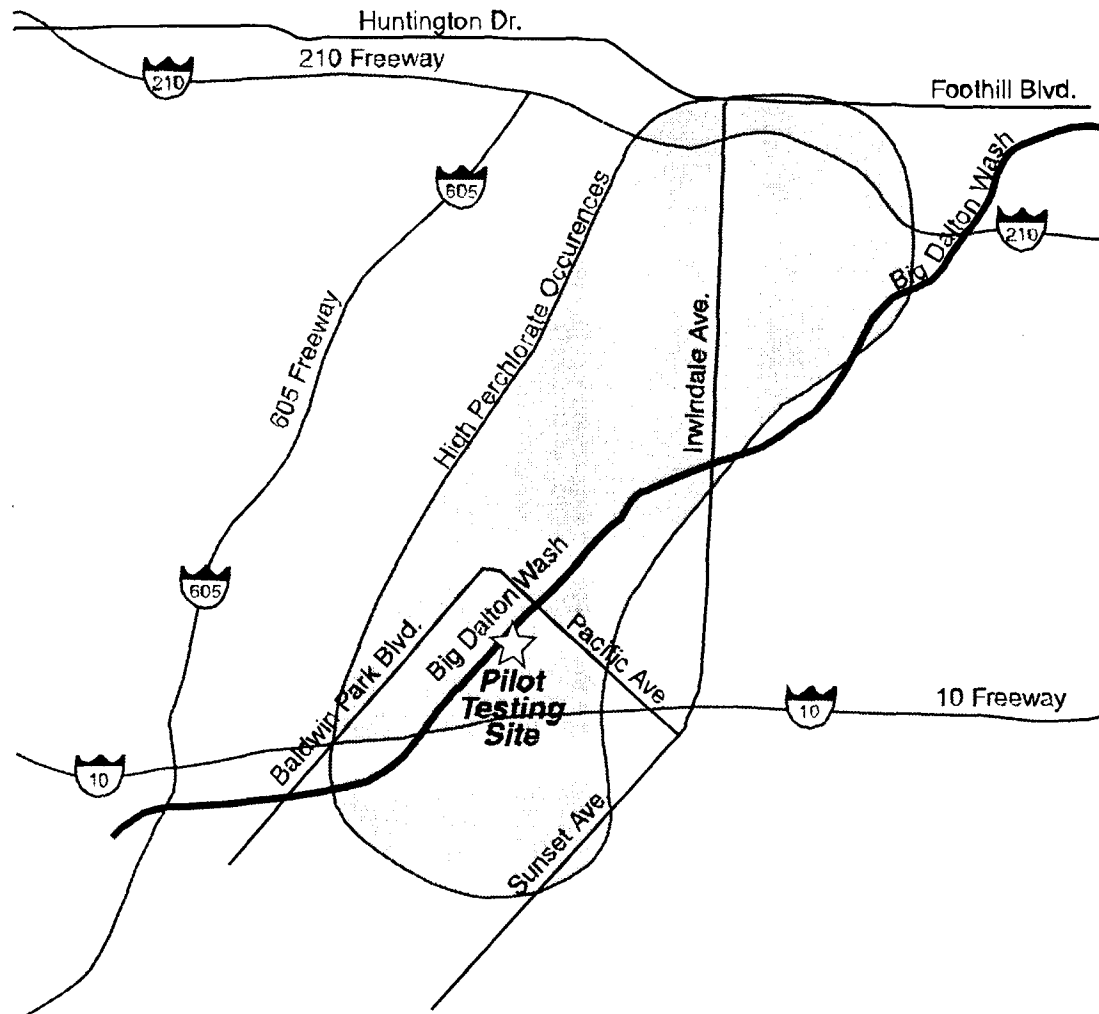 Huntington Dr.
210 Freeway
210
Foothill Blvd.
605
Big Dalton Wash
210
High Perchlorate Occurences
605 Freeway
Irwindale Ave.
605
Big Dalton Wash
Baldwin Park Blvd.
Pacific Ave
Pilot
Testing
Site
10 Freeway
10
10
Sunset Ave